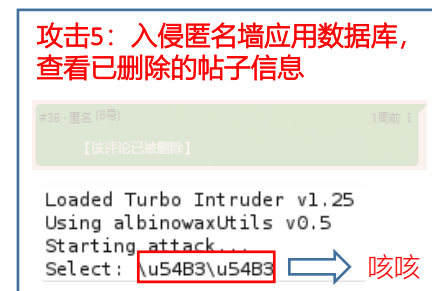 攻击5：入侵匿名墙应用数据库，
查看已删除的帖子信息
#38·匿名 (8号) 1周前
【该评论已被删除】
Loaded Turbo Intruder v1.25
Using albinowaxUtils v0.5
Starting attack...
Select: \u54B3\u54B3 咳咳